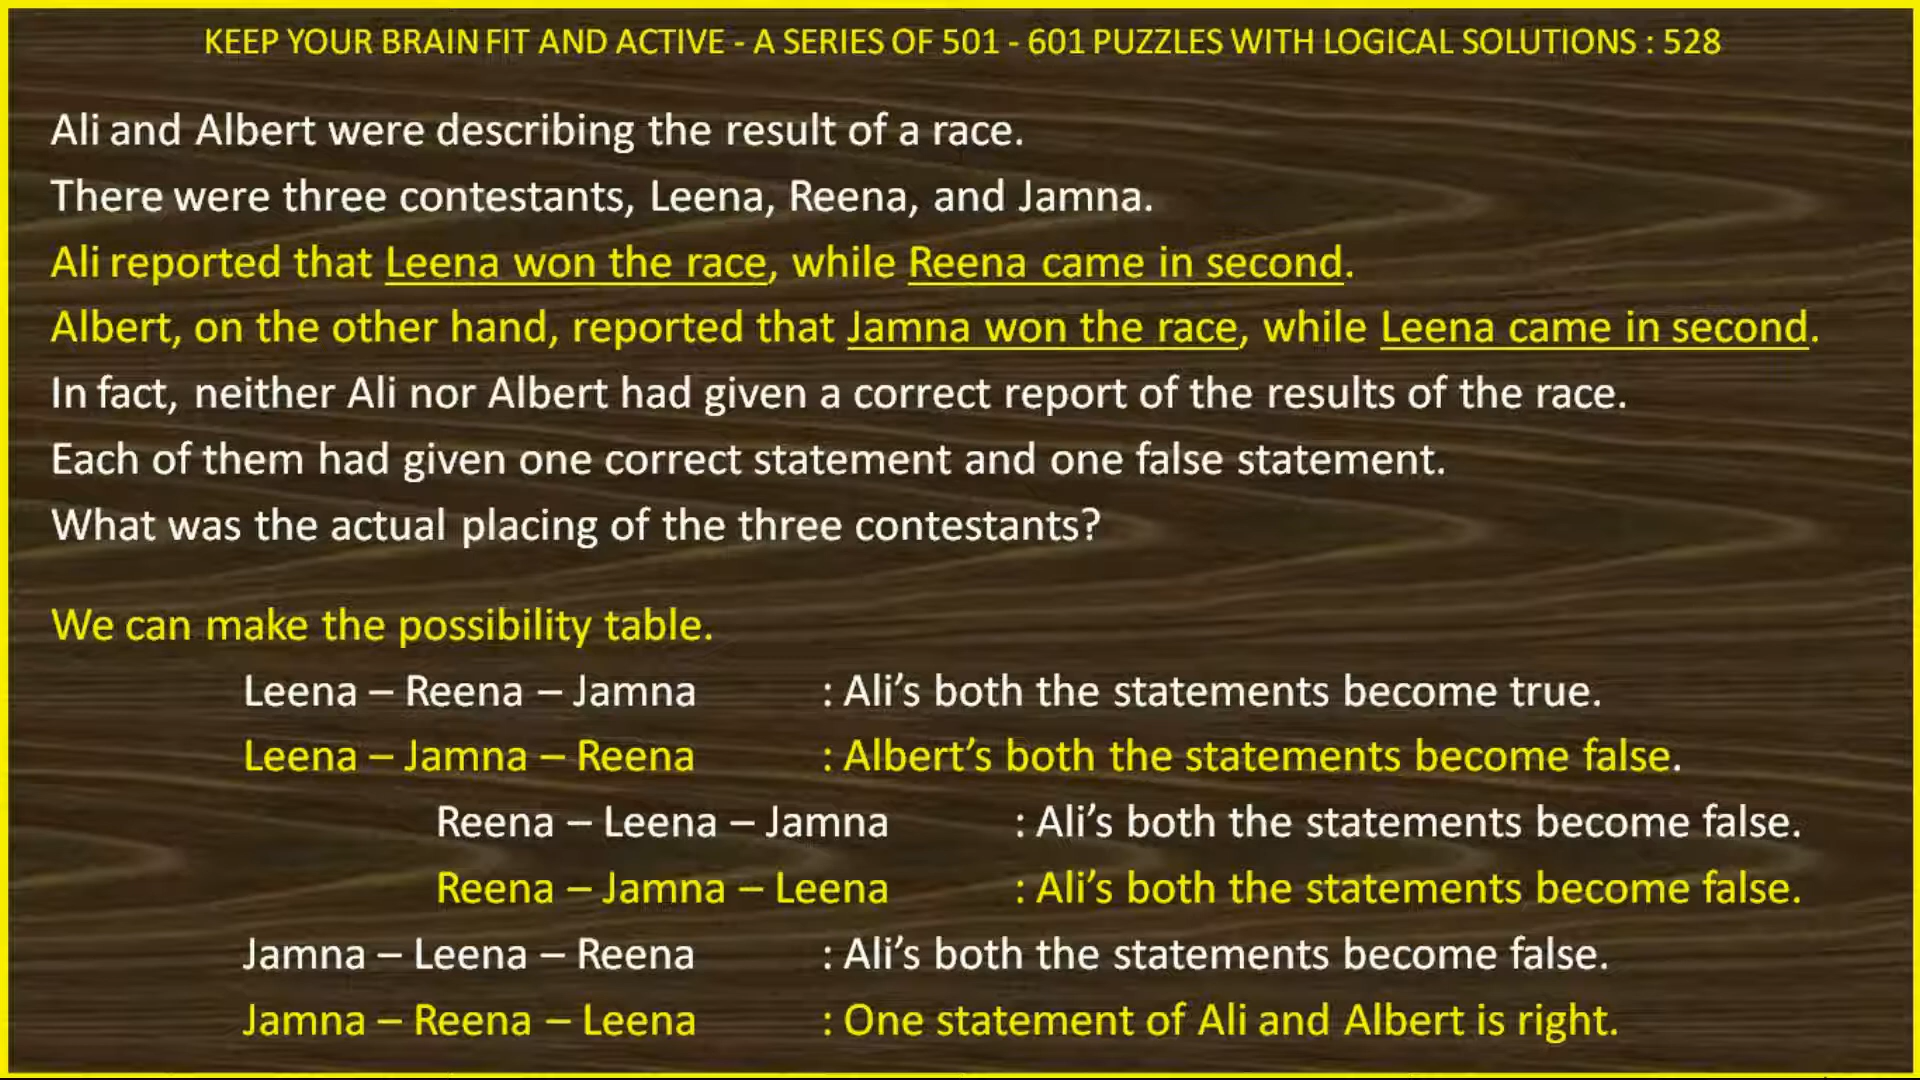 KEEP YOUR BRAIN FIT AND ACTIVE - A SERIES OF 501 - 601 PUZZLES WITH LOGICAL SOLUTIONS : 528
Ali and Albert were describing the result of a race.
There were three contestants, Leena, Reena, and Jamna.
Ali reported that Leena won the race, while Reena came in second.
Albert, on the other hand, reported that Jamna won the race, while Leena came in second.
In fact, neither Ali nor Albert had given a correct report of the results of the race.
Each of them had given one correct statement and one false statement.
What was the actual placing of the three contestants?
We can make the possibility table.
Leena – Reena – Jamna : Ali’s both the statements become true.
Leena – Jamna – Reena : Albert’s both the statements become false.
Reena – Leena – Jamna : Ali’s both the statements become false.
Reena – Jamna – Leena : Ali’s both the statements become false.
Jamna – Leena – Reena : Ali’s both the statements become false.
Jamna – Reena – Leena : One statement of Ali and Albert is right.